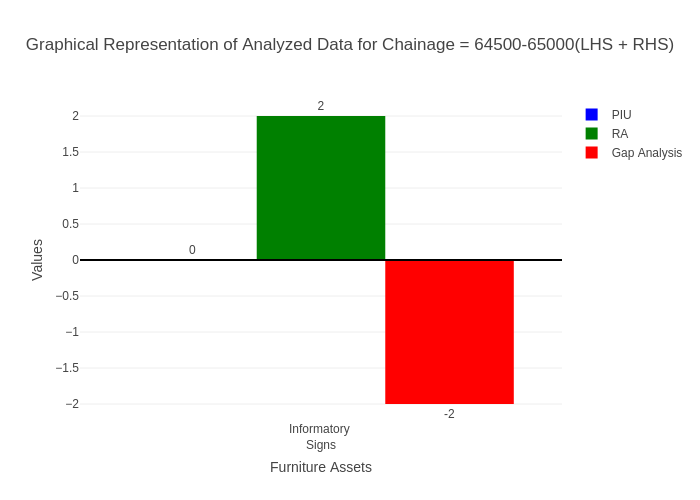 Graphical Representation of Analyzed Data for Chainage = 64500-65000(LHS + RHS)
2
PIU
RA
Gap Analysis
2
1.5
1
0.5
0
−0.5
−1
−1.5
−2
Values
0
-2
Informatory
Signs
Furniture Assets